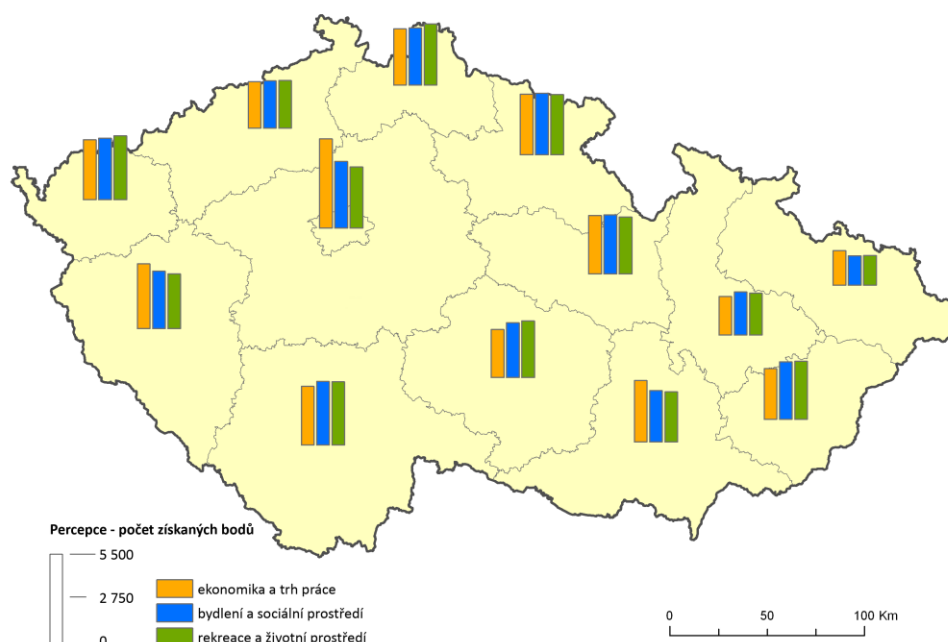 Percepce - počet získaných bodů
5 500
2 750
0
ekonomika a trh práce
bydlení a sociální prostředí
rekreace a životní prostředí
0 50 100 Km